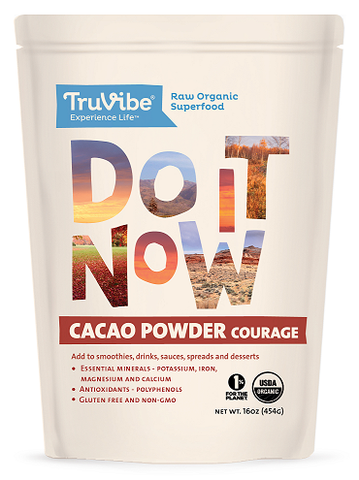 TruVibe®
Experience Life™
Raw Organic
Superfood
DO IT
NOW
CACAO POWDER COURAGE
Add to smoothies, drinks, sauces, spreads and desserts
• ESSENTIAL MINERALS - POTASSIUM, IRON,
MAGNESIUM AND CALCIUM
• ANTIOXIDANTS - POLYPHENOLS
• GLUTEN FREE AND NON-GMO
1%
FOR THE
PLANET
USDA
ORGANIC
NET WT. 16OZ (454G)